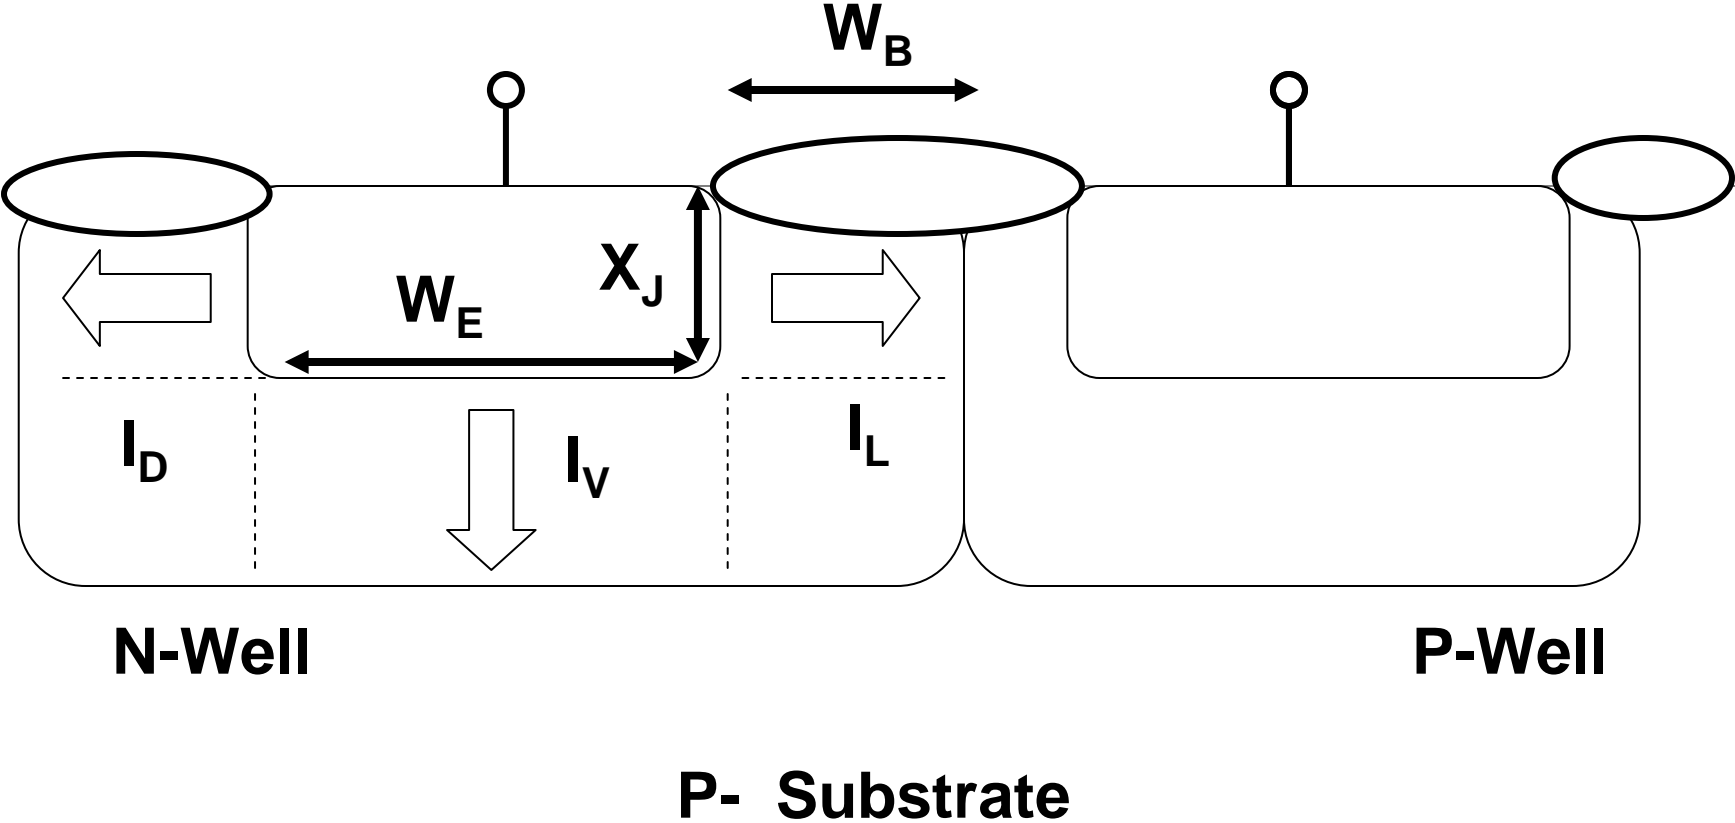 W_B
X_J
W_E
I_D
I_V
I_L
N-Well
P-Well
P- Substrate